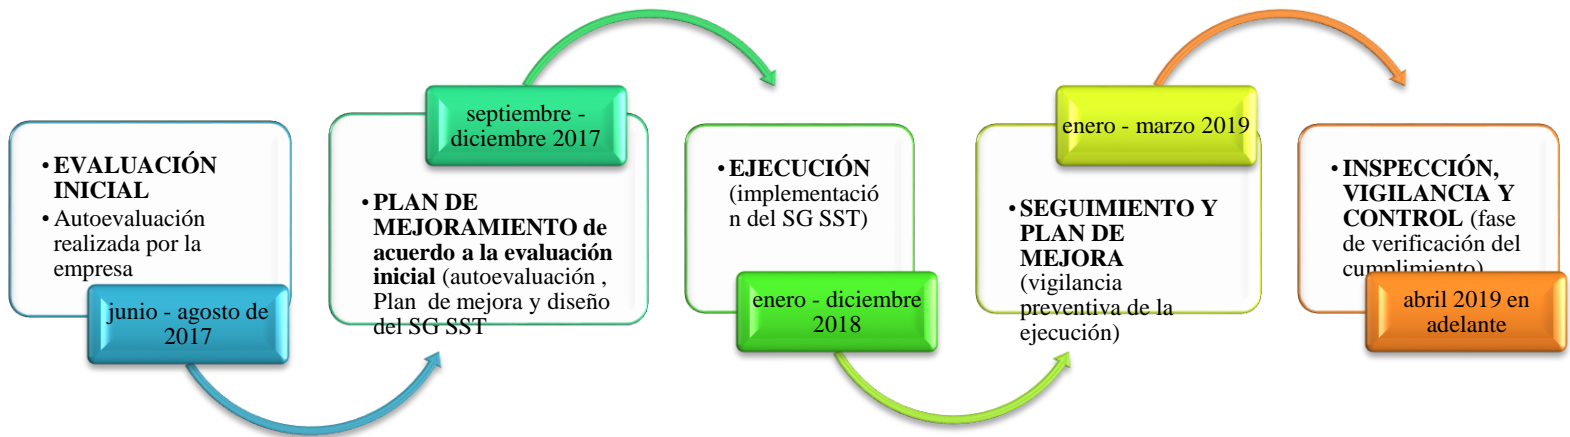 • EVALUACIÓN
INICIAL
• Autoevaluación
realizada por la
empresa
junio - agosto de
2017
septiembre -
diciembre 2017
• PLAN DE
MEJORAMIENTO de
acuerdo a la evaluación
inicial (autoevaluación ,
Plan de mejora y diseño
del SG SST
• EJECUCIÓN
(implementació
n del SG SST)
enero - diciembre
2018
enero - marzo 2019
• SEGUIMIENTO Y
PLAN DE
MEJORA
(vigilancia
preventiva de la
ejecución)
• INSPECCIÓN,
VIGILANCIA Y
CONTROL (fase
de verificación del
cumplimiento)
abril 2019 en
adelante